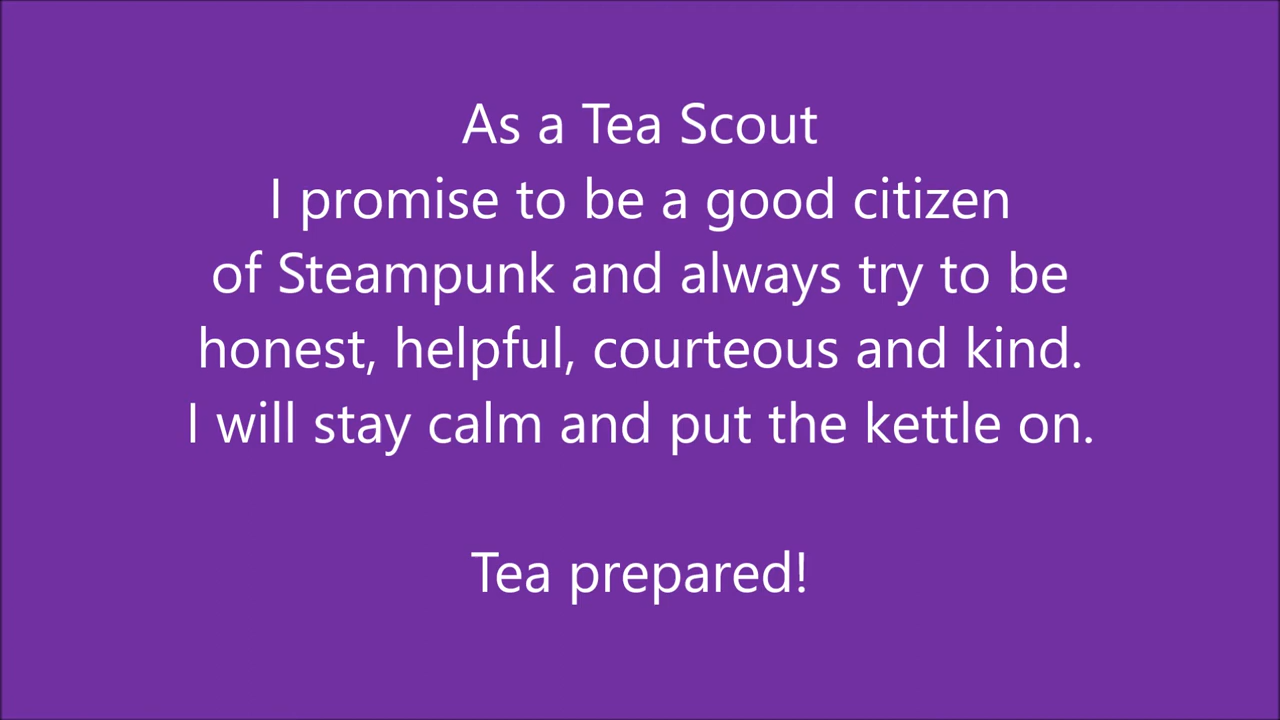 As a Tea Scout
I promise to be a good citizen
of Steampunk and always try to be
honest, helpful, courteous and kind.
I will stay calm and put the kettle on.
Tea prepared!